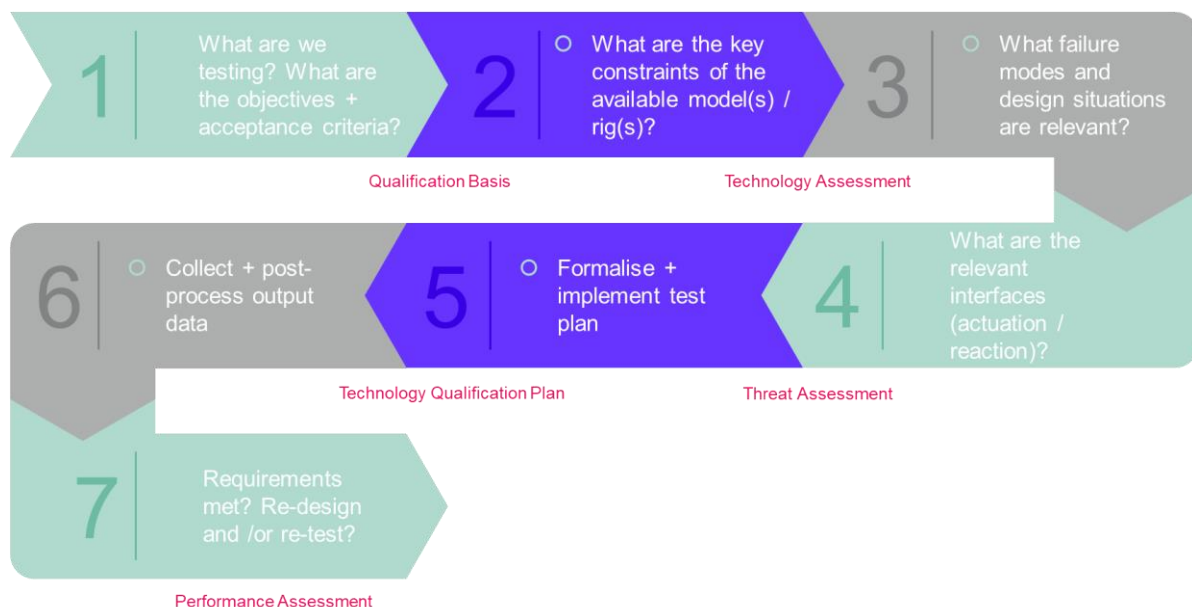 1
What are we
testing? What are
the objectives +
acceptance criteria?
2
What are the key
constraints of the
available model(s) /
rig(s)?
3
What failure
modes and
design situations
are relevant?
Qualification Basis
Technology Assessment
4
What are the
relevant
interfaces
(actuation /
reaction)?
5
Formalise +
implement test
plan
6
Collect + post-
process output
data
Technology Qualification Plan
Threat Assessment
7
Requirements
met? Re-design
and /or re-test?
Performance Assessment